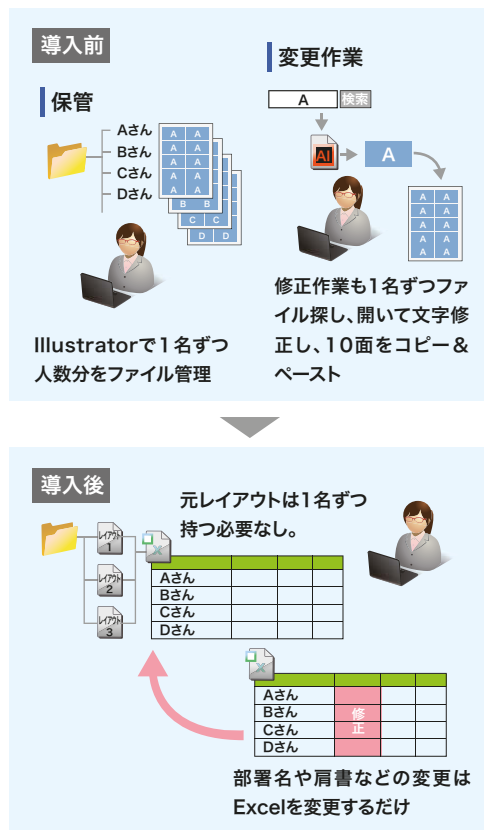 導入前
保管
Aさん
Bさん
Cさん
Dさん
A A
A A
A A
A A
A A
B B
C C
D D
Illustratorで1名ずつ
人数分をファイル管理
変更作業
A 検索
Ai
A
A A
A A
A A
A A
A A
修正作業も1名ずつファ
イル探し、開いて文字修
正し、10面をコピー＆
ペースト
導入後
元レイアウトは1名ずつ
持つ必要なし。
レイアウト
1
レイアウト
2
レイアウト
3
X
Aさん
Bさん
Cさん
Dさん
X
Aさん
Bさん
Cさん
Dさん
修
正
部署名や肩書などの変更は
Excelを変更するだけ